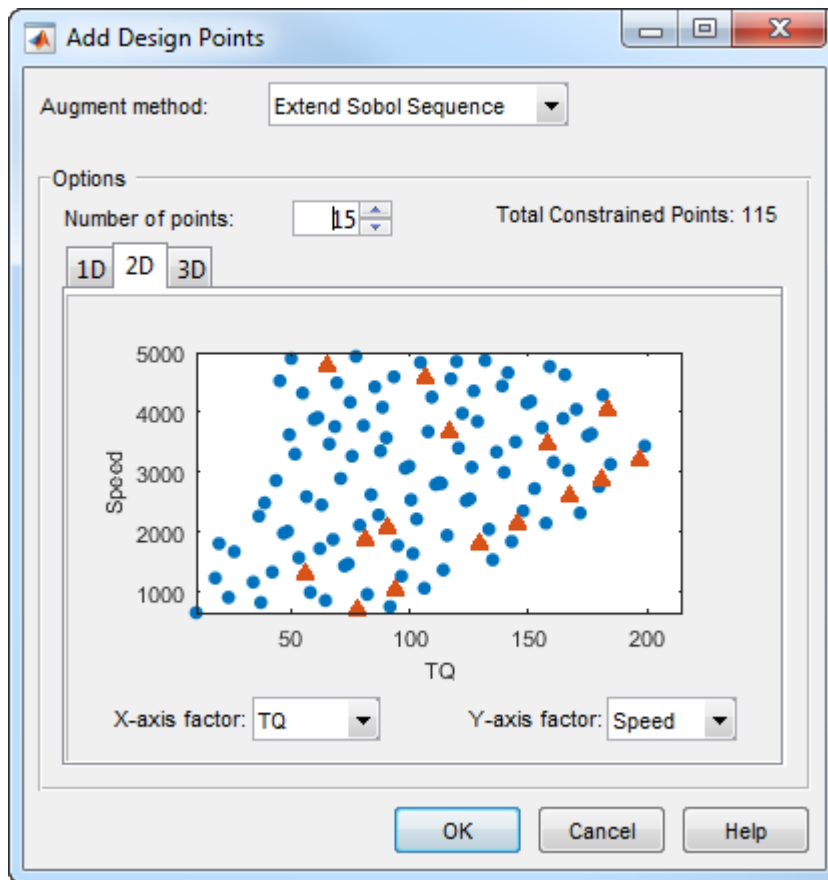 Add Design Points
Augment method: Extend Sobol Sequence
Options
Number of points: 15 Total Constrained Points: 115
1D 2D 3D
5000
4000
3000
2000
1000
Speed
50 100 150 200
TQ
X-axis factor: TQ Y-axis factor: Speed
OK Cancel Help